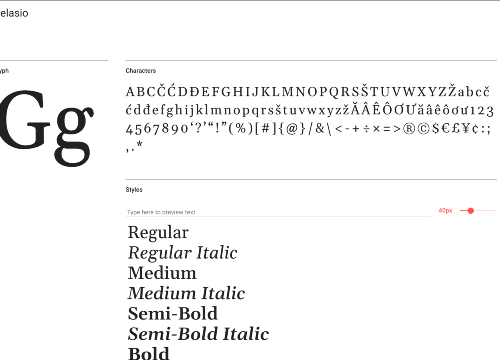 elasio
yph
Characters
Gg
ABCČĆDĐEFGHIJKLMNOPQRSŠTUVWXYZŽabcč
ćdđefghijklmnopqrsštuvwxyzžĂÂÊÔƠƯăâêôơư123
4567890‘?’“!”(%)[#]{@}/&\<-+÷×=>®©$€£¥¢:;
,.*
Styles
Type here to preview text
40px
Regular
Regular Italic
Medium
Medium Italic
Semi-Bold
Semi-Bold Italic
Bold